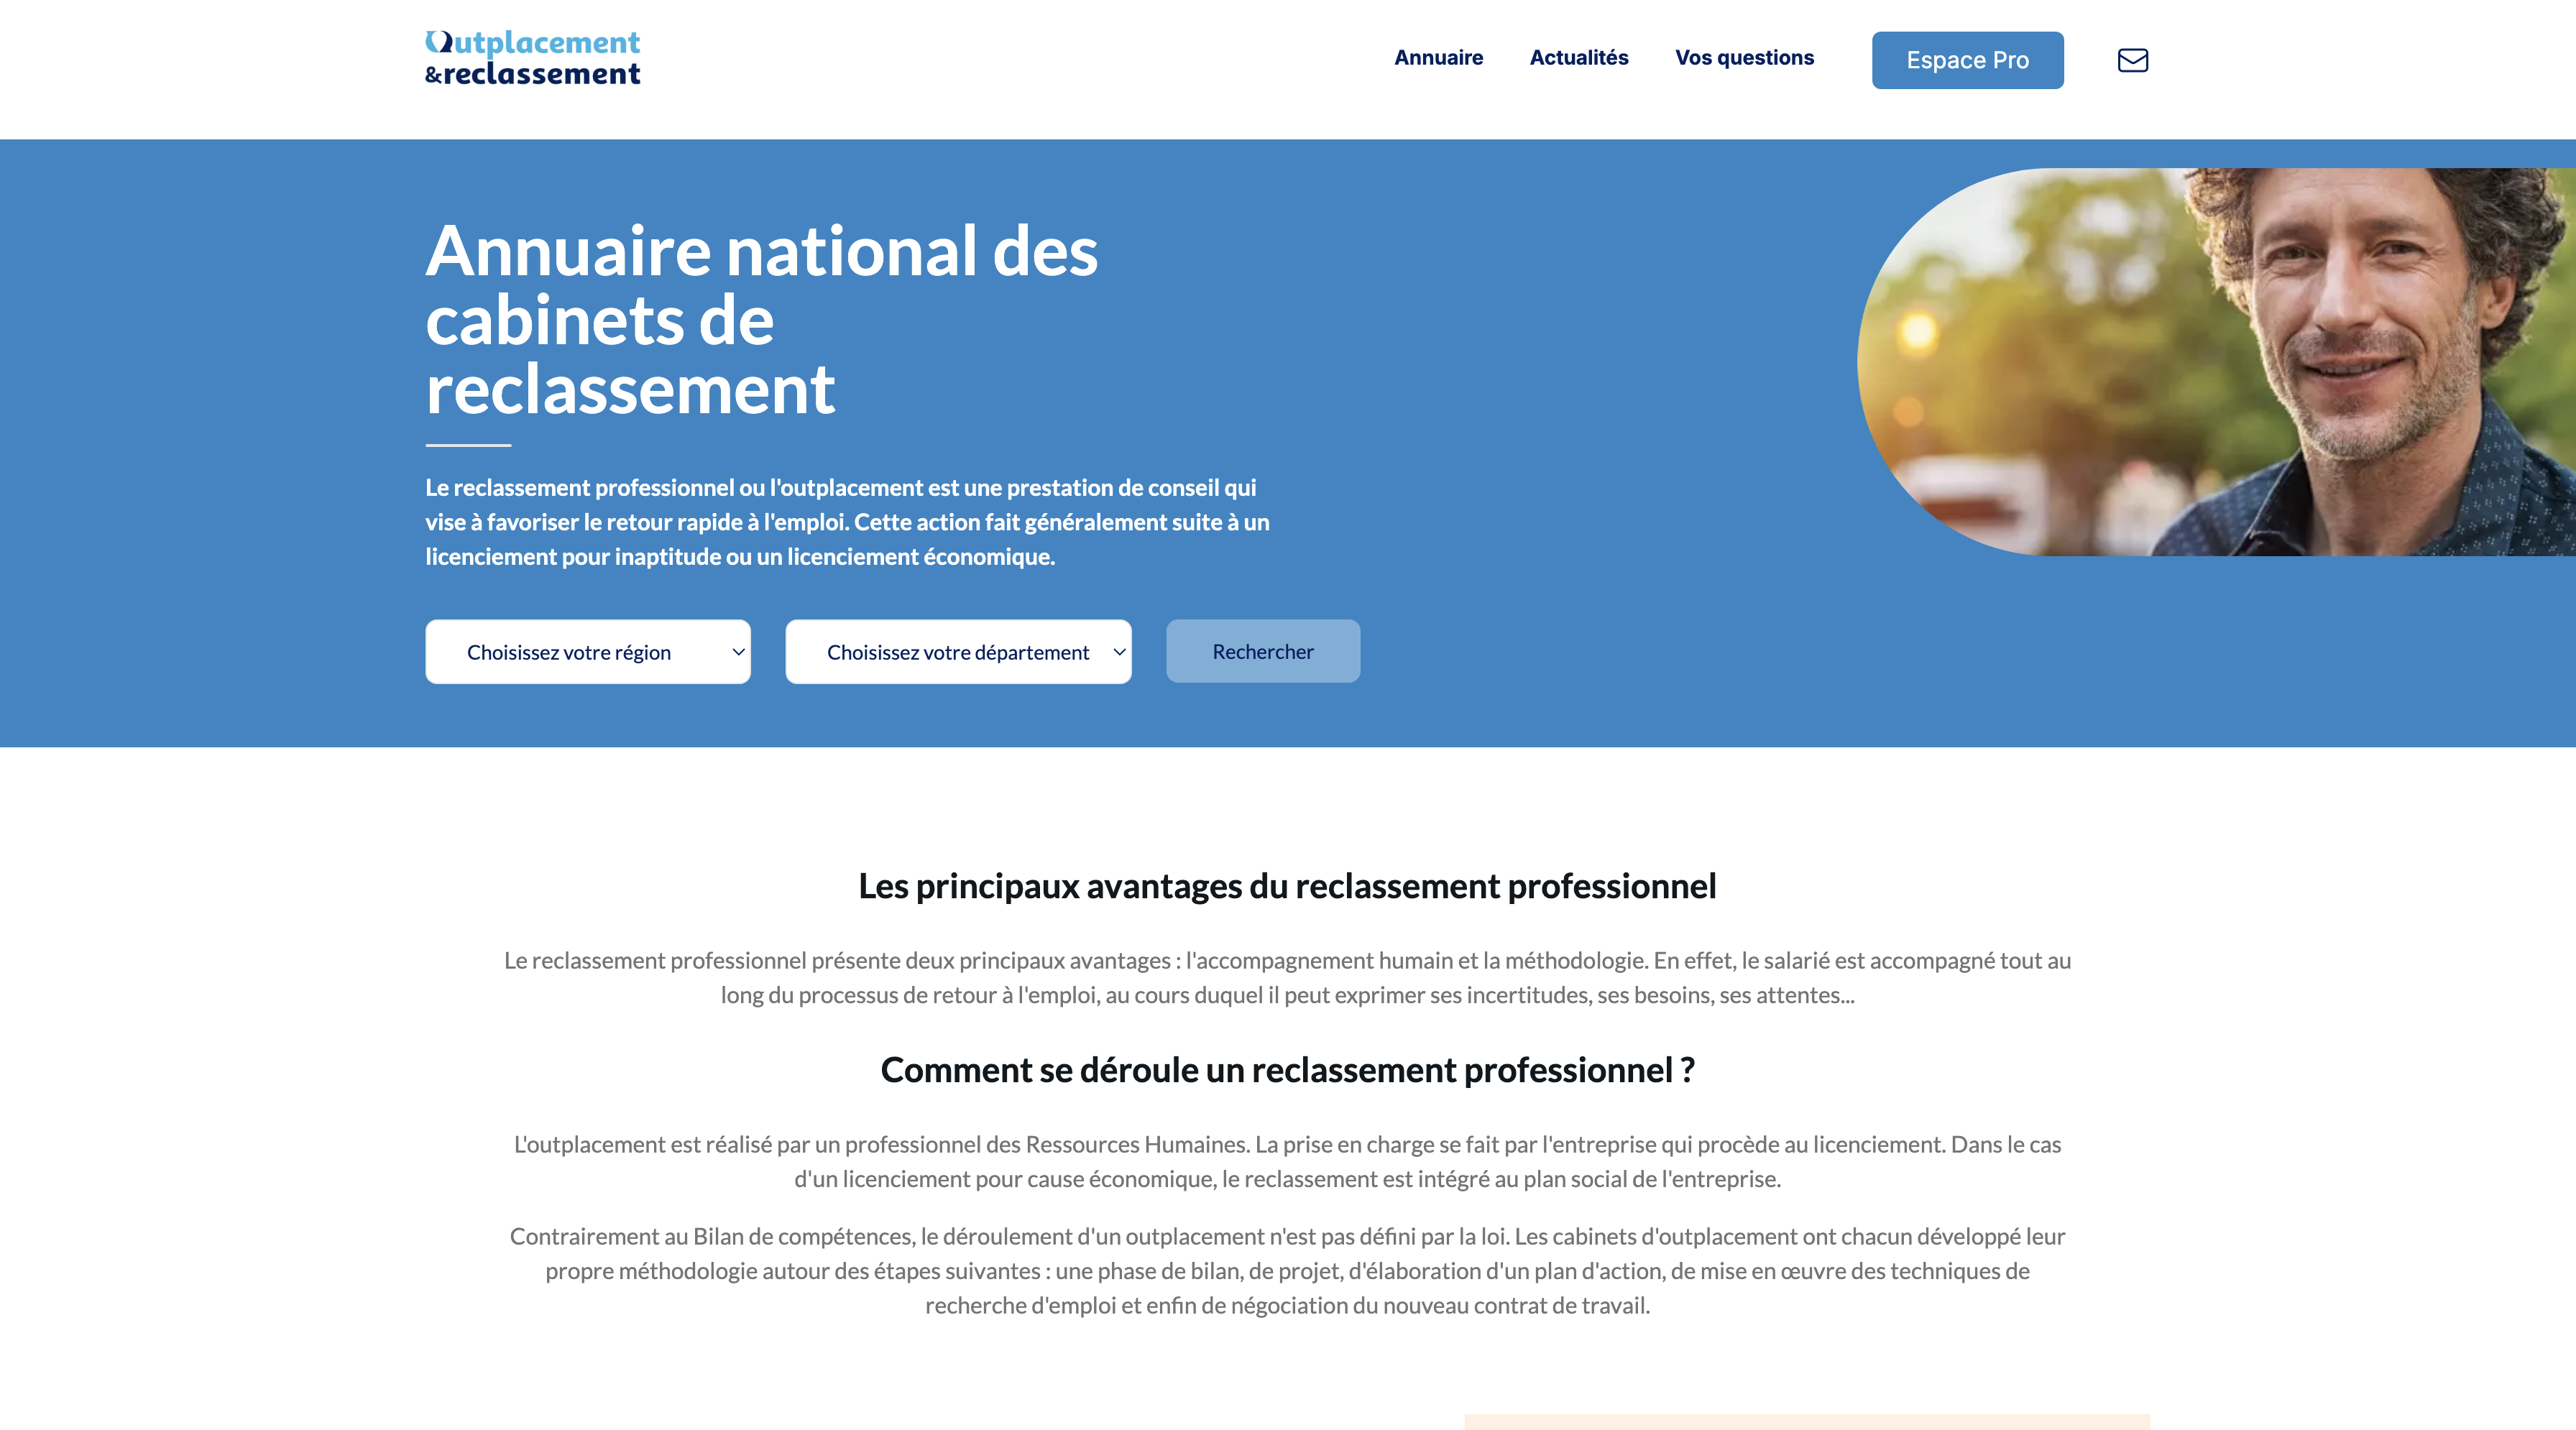 Outplacement
&reclassement
Annuaire
Actualités
Vos questions
Espace Pro
Annuaire national des
cabinets de
reclassement
Le reclassement professionnel ou l'outplacement est une prestation de conseil qui
vise à favoriser le retour rapide à l'emploi. Cette action fait généralement suite à un
licenciement pour inaptitude ou un licenciement économique.
Choisissez votre région
Choisissez votre département
Rechercher
Les principaux avantages du reclassement professionnel
Le reclassement professionnel présente deux principaux avantages : l'accompagnement humain et la méthodologie. En effet, le salarié est accompagné tout au
long du processus de retour à l'emploi, au cours duquel il peut exprimer ses incertitudes, ses besoins, ses attentes...
Comment se déroule un reclassement professionnel ?
L'outplacement est réalisé par un professionnel des Ressources Humaines. La prise en charge se fait par l'entreprise qui procède au licenciement. Dans le cas
d'un licenciement pour cause économique, le reclassement est intégré au plan social de l'entreprise.
Contrairement au Bilan de compétences, le déroulement d'un outplacement n'est pas défini par la loi. Les cabinets d'outplacement ont chacun développé leur
propre méthodologie autour des étapes suivantes : une phase de bilan, de projet, d'élaboration d'un plan d'action, de mise en œuvre des techniques de
recherche d'emploi et enfin de négociation du nouveau contrat de travail.